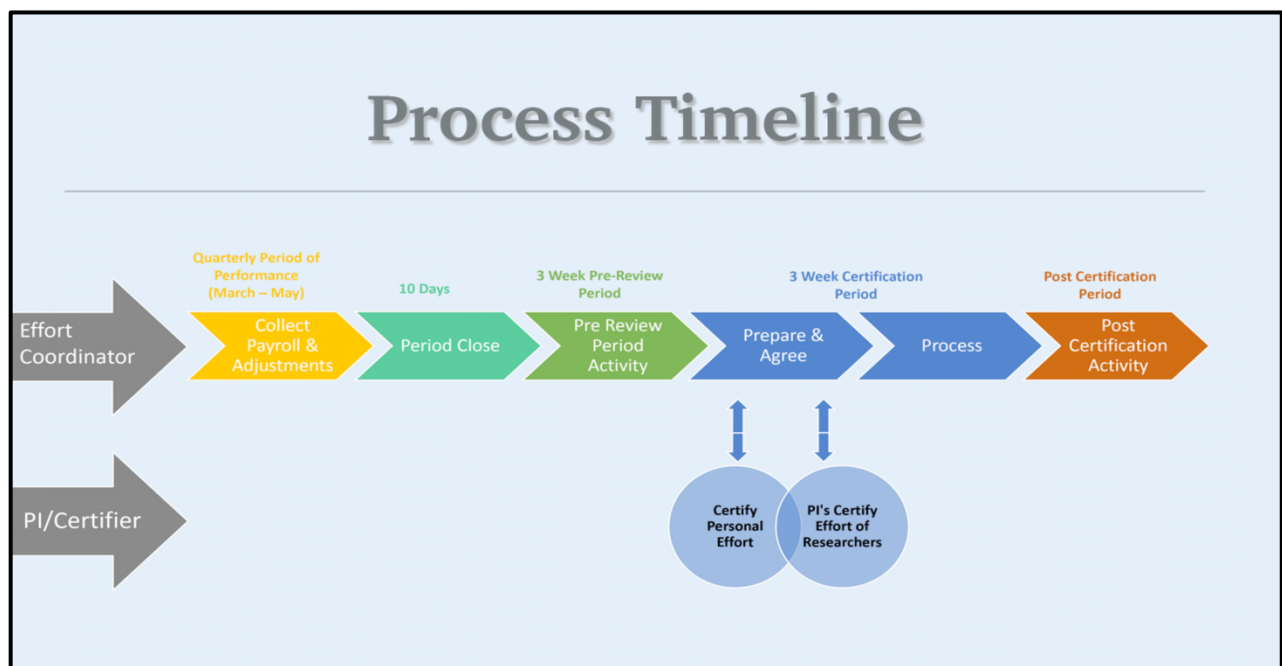 Process Timeline
Quarterly Period of
Performance
(March – May)
10 Days
3 Week Pre-Review
Period
3 Week Certification
Period
Post Certification
Period
Effort
Coordinator
Collect
Payroll &
Adjustments
Period Close
Pre Review
Period
Activity
Prepare &
Agree
Process
Post
Certification
Activity
PI/Certifier
Certify
Personal
Effort
PI's Certify
Effort of
Researchers